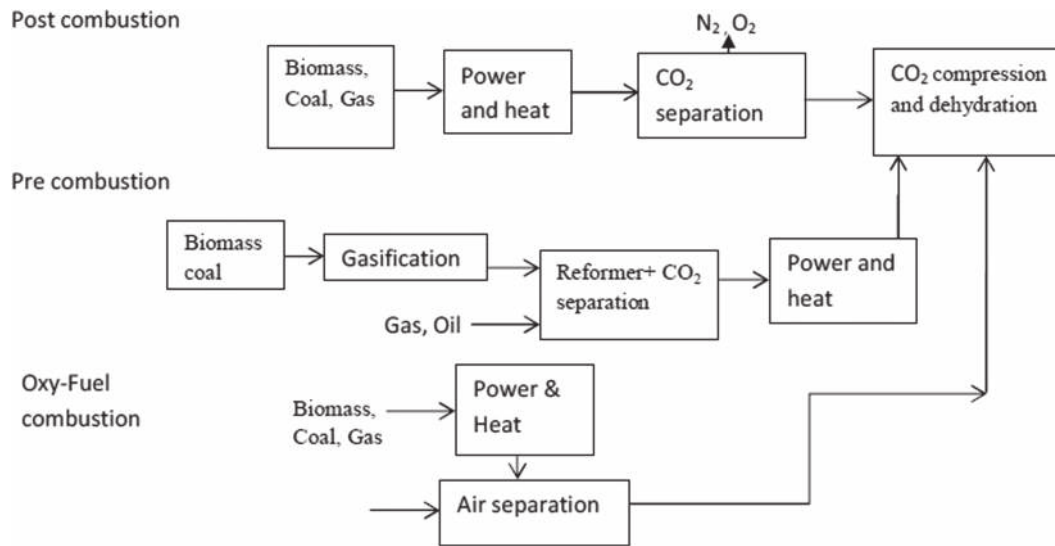 Post combustion
N₂, O₂
Biomass,
Coal, Gas
Power
and heat
CO₂
separation
CO₂ compression
and dehydration
Pre combustion
Biomass
coal
Gasification
Gas, Oil
Reformer+ CO₂
separation
Power and
heat
Oxy-Fuel
combustion
Biomass,
Coal, Gas
Power &
Heat
Air separation